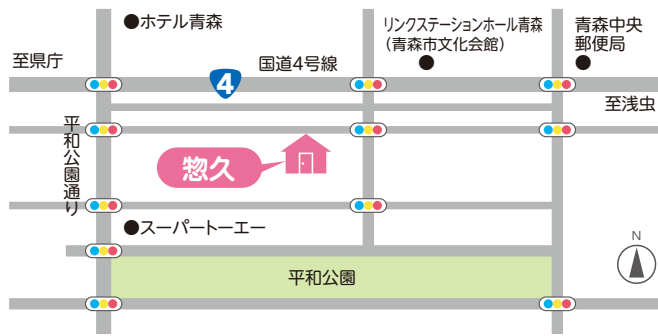 ●ホテル青森
リンクステーションホール青森
(青森市文化会館)
●
青森中央
郵便局
●
至県庁
国道4号線
4
至浅虫
平和公園通り
惣久
●スーパートーエー
平和公園
N